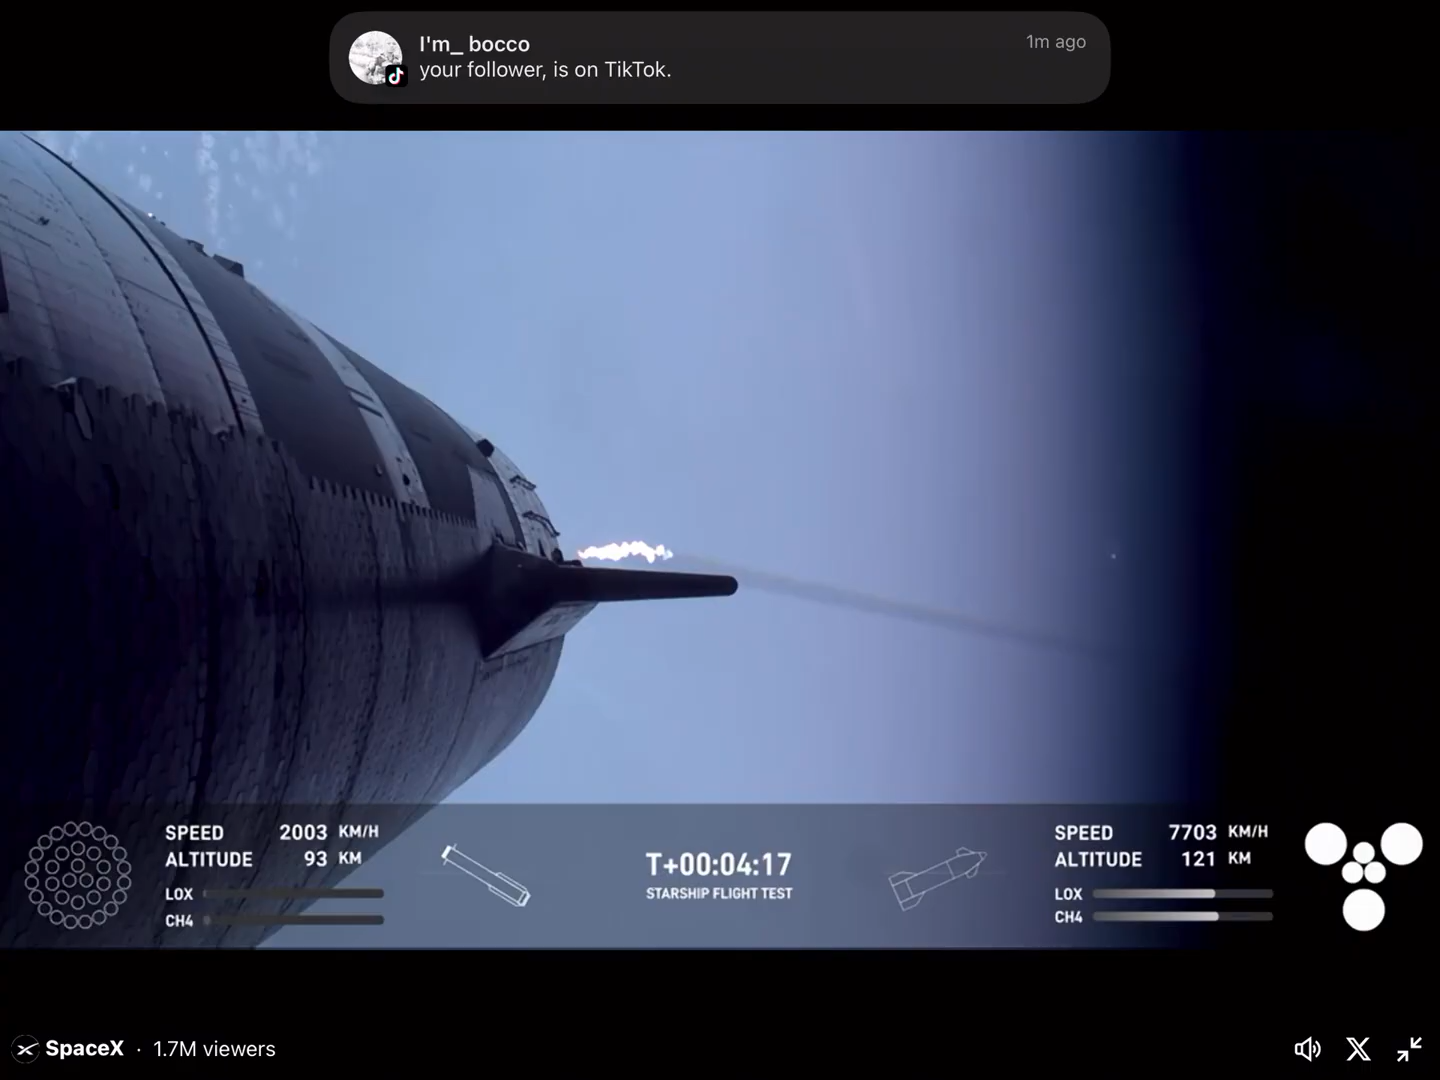 I'm_ bocco
1m ago
your follower, is on TikTok.
SPEED 2003 KM/H
ALTITUDE 93 KM
LOX
CH4
T+00:04:17
STARSHIP FLIGHT TEST
SPEED 7703 KM/H
ALTITUDE 121 KM
LOX
CH4
SpaceX · 1.7M viewers